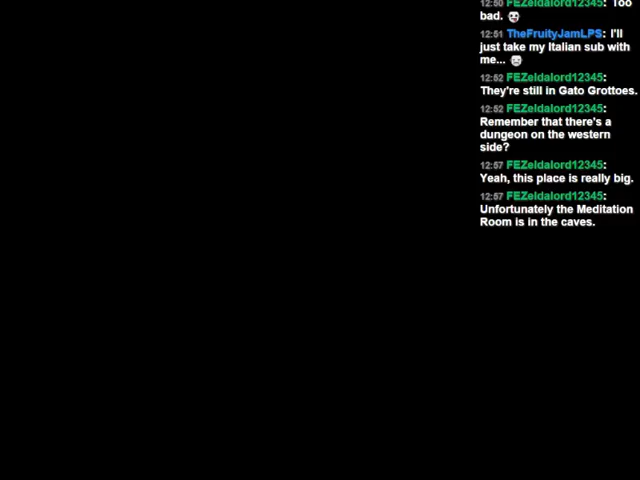 12:50 FEZeldalord12345: Too
bad.
12:51 TheFruityJamLPS: I'll
just take my Italian sub with
me...
12:52 FEZeldalord12345:
They're still in Gato Grottoes.
12:52 FEZeldalord12345:
Remember that there's a
dungeon on the western
side?
12:57 FEZeldalord12345:
Yeah, this place is really big.
12:57 FEZeldalord12345:
Unfortunately the Meditation
Room is in the caves.